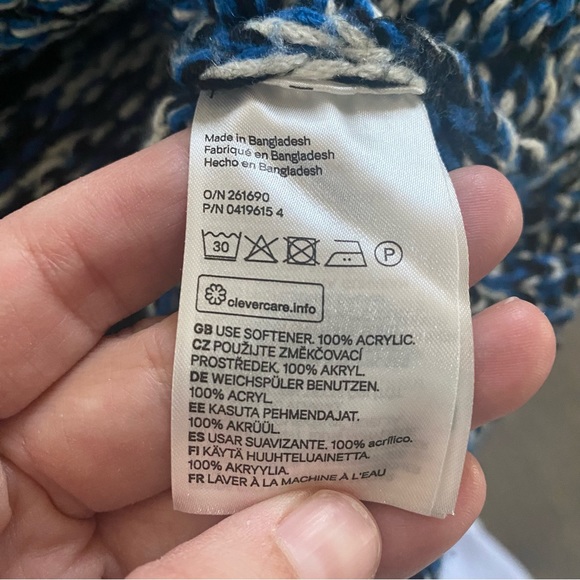 Made in Bangladesh
Fabriqué en Bangladesh
Hecho en Bangladesh
O/N 261690
P/N 0419615 4
30
P
clevercare.info
GB USE SOFTENER. 100% ACRYLIC.
CZ POUŽIJTE ZMĚKČOVACÍ
PROSTŘEDEK. 100% AKRYL.
DE WEICHSPÜLER BENUTZEN.
100% ACRYL.
EE KASUTA PEHMENDAJAT.
100% AKRÜÜL.
ES USAR SUAVIZANTE. 100% acrílico.
FI KÄYTÄ HUUHTELUAINETTA.
100% AKRYYLIA.
FR LAVER À LA MACHINE À L'EAU